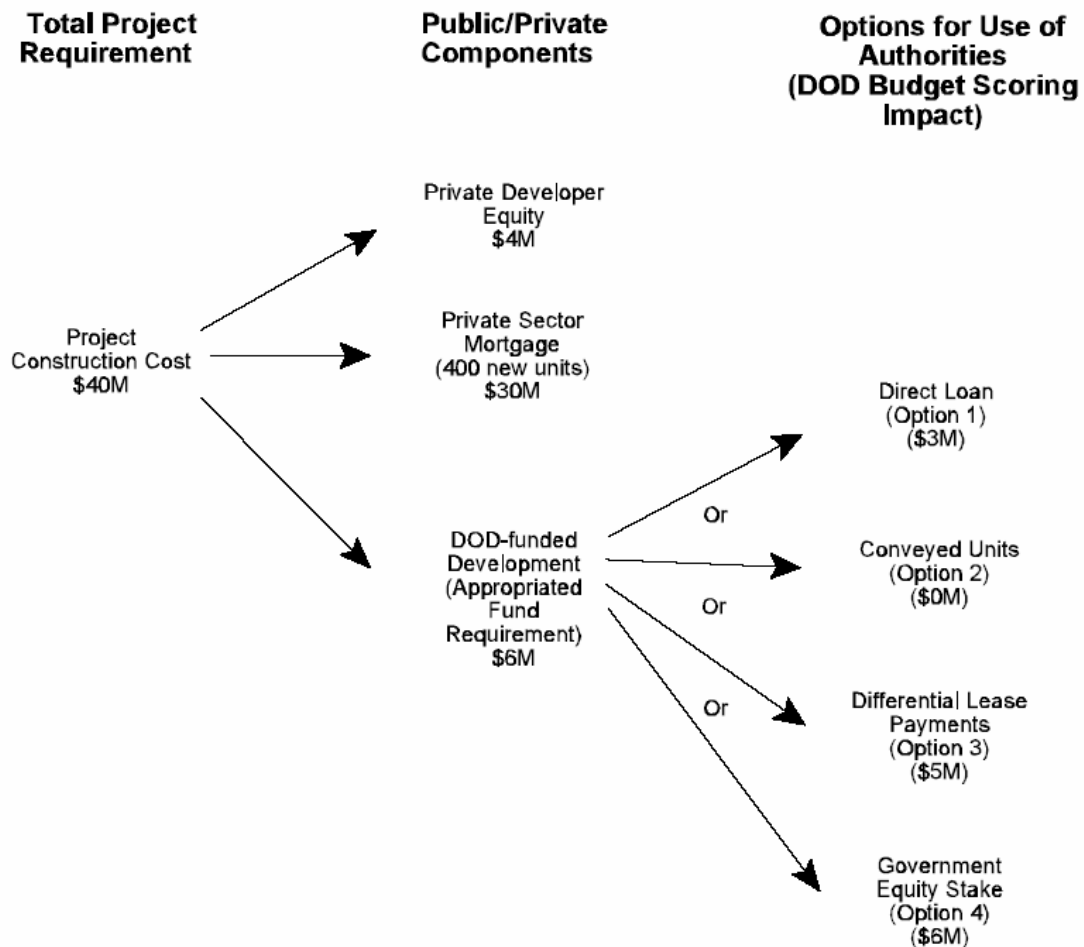 Total Project
Requirement
Public/Private
Components
Options for Use of
Authorities
(DOD Budget Scoring
Impact)
Project
Construction Cost
$40M
Private Developer
Equity
$4M
Private Sector
Mortgage
(400 new units)
$30M
DOD-funded
Development
(Appropriated
Fund
Requirement)
$6M
Direct Loan
(Option 1)
($3M)
Or
Conveyed Units
(Option 2)
($0M)
Or
Differential Lease
Payments
(Option 3)
($5M)
Or
Government
Equity Stake
(Option 4)
($6M)